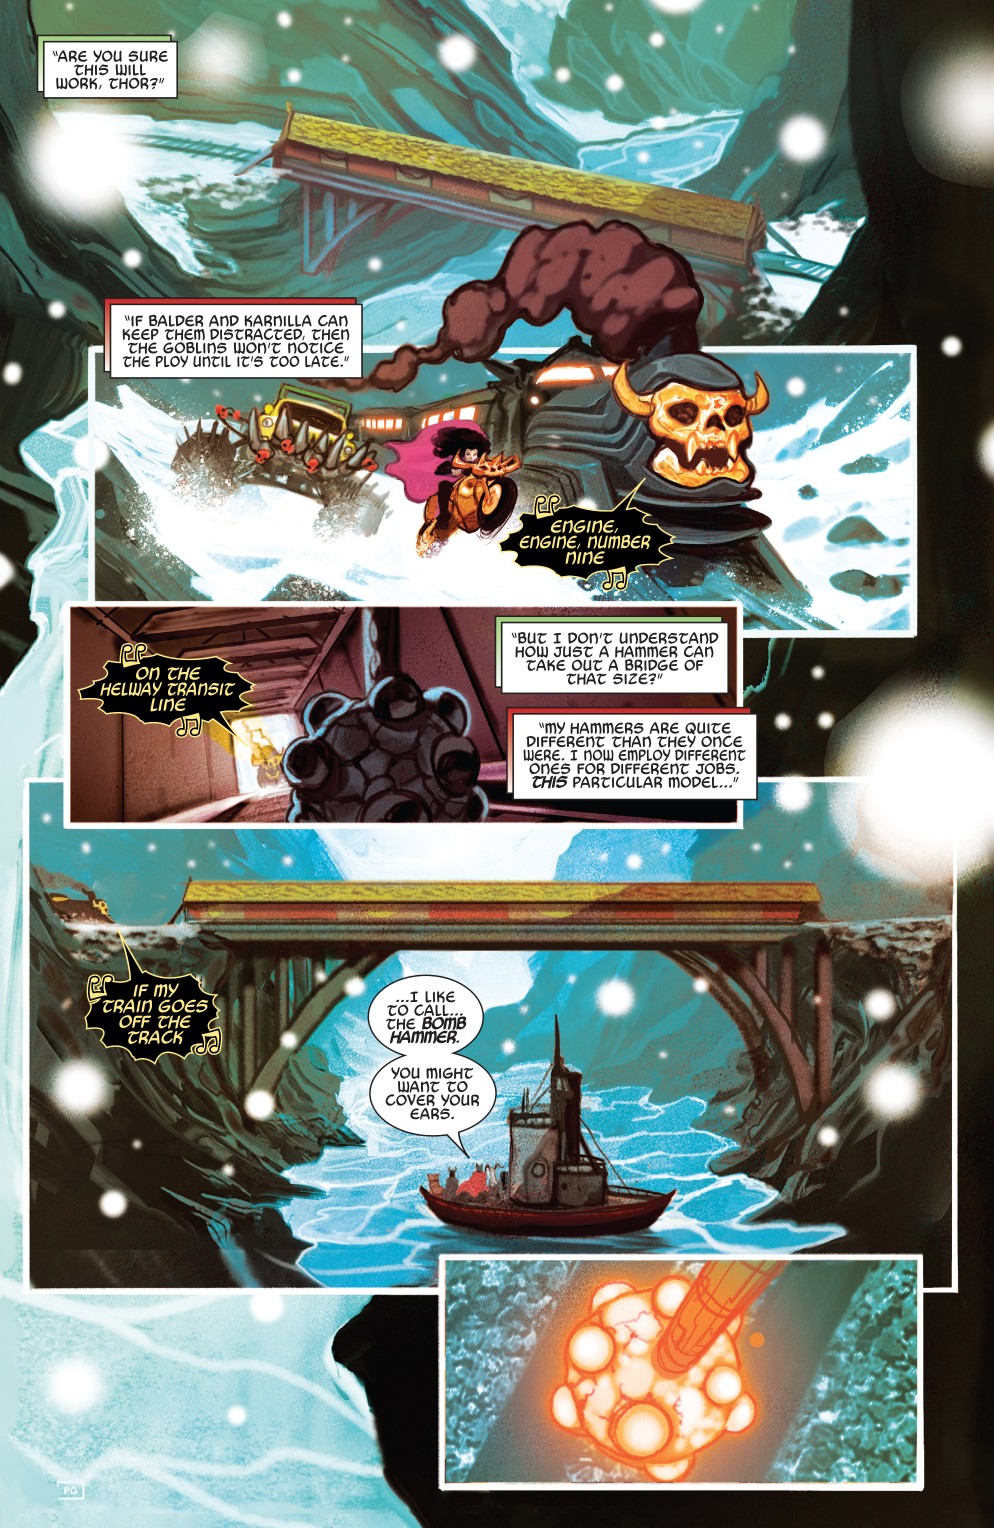 "ARE YOU SURE
THIS WILL
WORK, THOR?"
"IF BALDER AND KARNILLA CAN
KEEP THEM DISTRACTED, THEN
THE GOBLINS WON'T NOTICE
THE PLOY UNTIL IT'S TOO LATE."
ENGINE,
ENGINE, NUMBER
NINE
ON THE
HELWAY TRANSIT
LINE
"BUT I DON'T UNDERSTAND
HOW JUST A HAMMER CAN
TAKE OUT A BRIDGE OF
THAT SIZE?"
"MY HAMMERS ARE QUITE
DIFFERENT THAN THEY ONCE
WERE. I NOW EMPLOY DIFFERENT
ONES FOR DIFFERENT JOBS.
THIS PARTICULAR MODEL..."
IF MY
TRAIN GOES
OFF THE
TRACK
...I LIKE
TO CALL...
THE BOMB
HAMMER.
YOU MIGHT
WANT TO
COVER YOUR
EARS.
PG